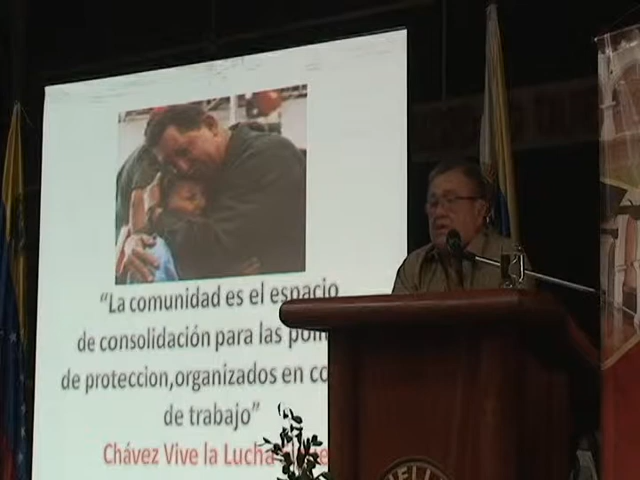 “La comunidad es el espacio
de consolidación para las
de proteccion,organizados en
de trabajo”
Chávez Vive la Lucha